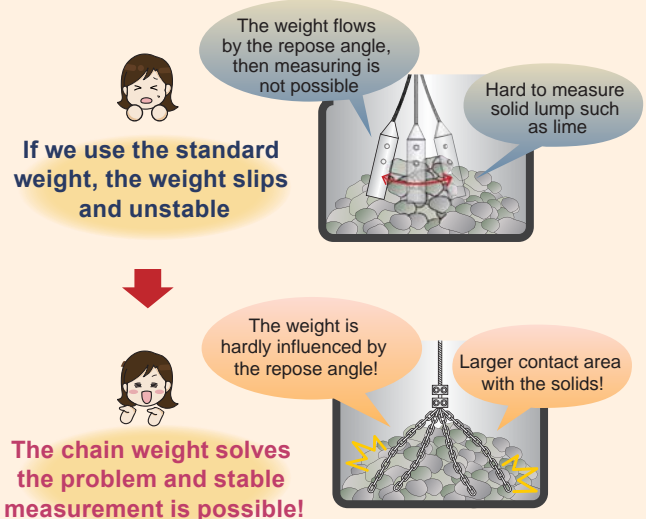 The weight flows
by the repose angle,
then measuring is
not possible
Hard to measure
solid lump such
as lime
If we use the standard
weight, the weight slips
and unstable
The weight is
hardly influenced by
the repose angle!
Larger contact area
with the solids!
The chain weight solves
the problem and stable
measurement is possible!